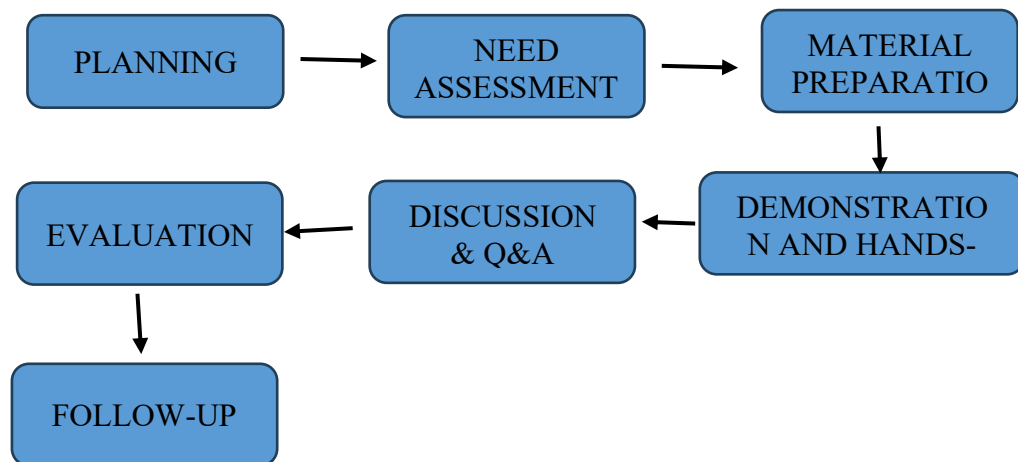 PLANNING
NEED
ASSESSMENT
MATERIAL
PREPARATIO
DEMONSTRATIO
N AND HANDS-
DISCUSSION
& Q&A
EVALUATION
FOLLOW-UP